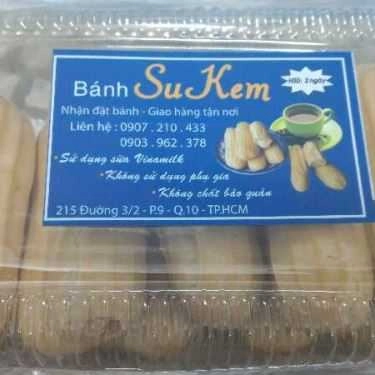 Bánh SuKem
HSD: 2 ngày
Nhận đặt bánh - Giao hàng tận nơi
Liên hệ : 0907 . 210 . 433
0903 . 962 . 378
• Sử dụng sữa Vinamilk
• Không sử dụng phụ gia
• Không chất bảo quản
215 Đường 3/2 - P.9 - Q.10 - TP.HCM